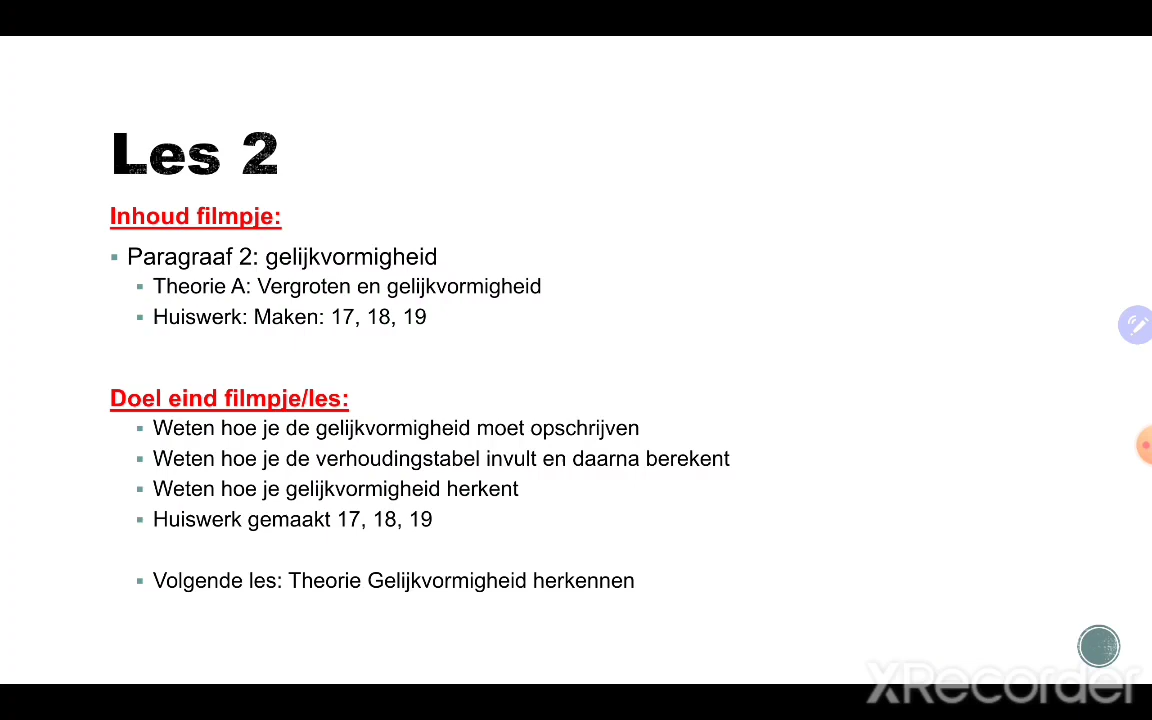 Les 2
Inhoud filmpje:
Paragraaf 2: gelijkvormigheid
Theorie A: Vergroten en gelijkvormigheid
Huiswerk: Maken: 17, 18, 19
Doel eind filmpje/les:
Weten hoe je de gelijkvormigheid moet opschrijven
Weten hoe je de verhoudingstabel invult en daarna berekent
Weten hoe je gelijkvormigheid herkent
Huiswerk gemaakt 17, 18, 19
Volgende les: Theorie Gelijkvormigheid herkennen
XRecorder